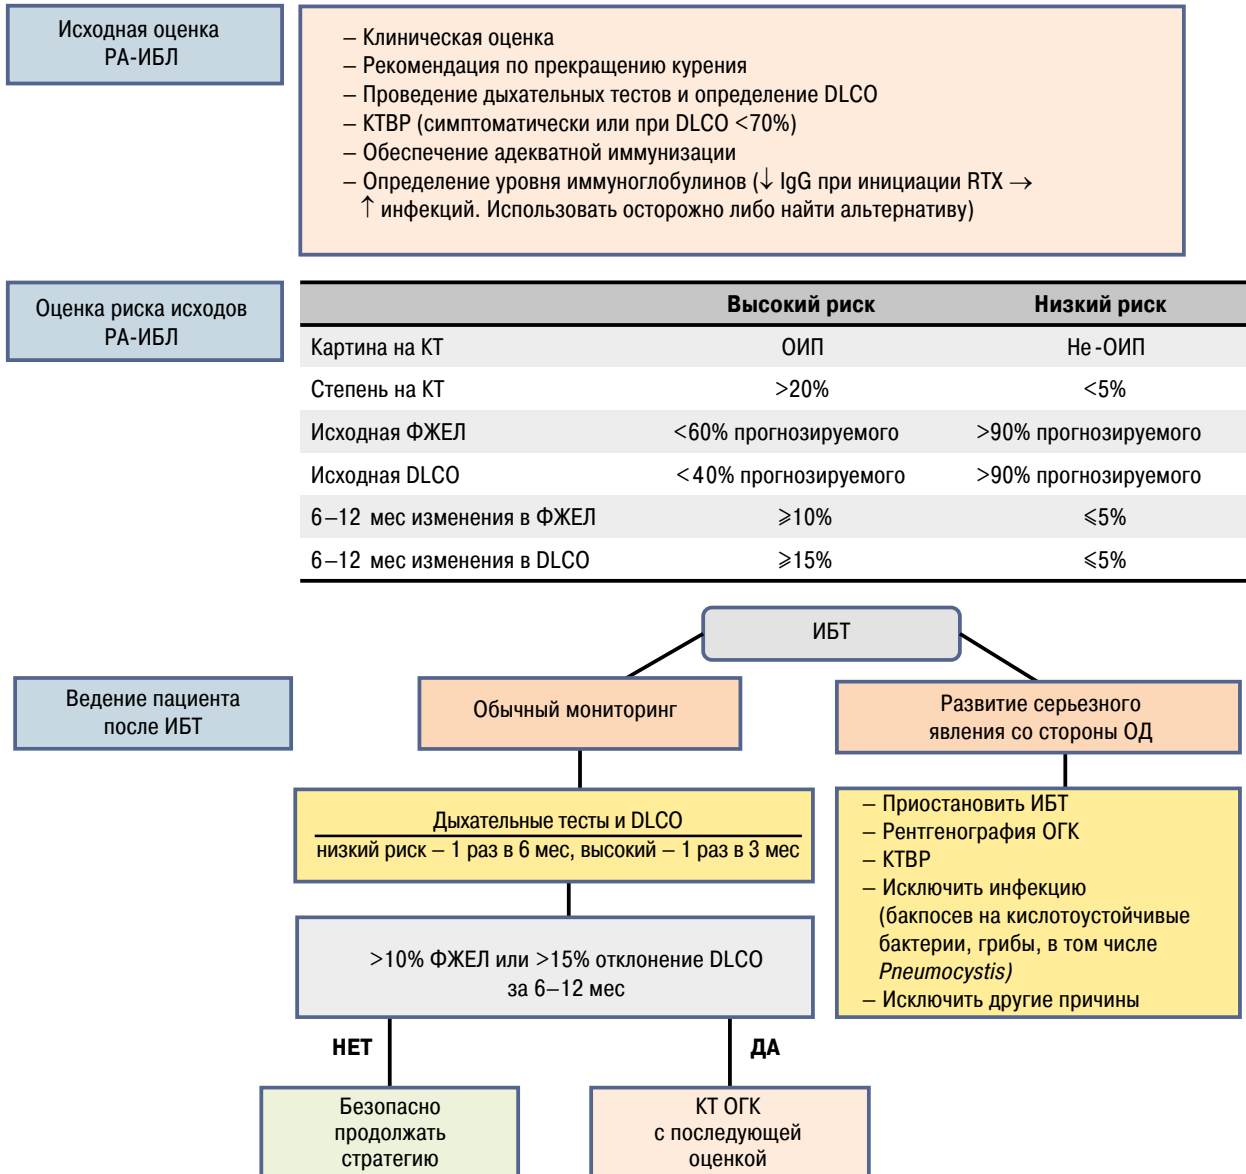 Исходная оценка
РА-ИБЛ
– Клиническая оценка
– Рекомендация по прекращению курения
– Проведение дыхательных тестов и определение DLCO
– КТВР (симптоматически или при DLCO <70%)
– Обеспечение адекватной иммунизации
– Определение уровня иммуноглобулинов (↓ IgG при инициации RTX →
↑ инфекций. Использовать осторожно либо найти альтернативу)
Оценка риска исходов
РА-ИБЛ
Высокий риск Низкий риск
Картина на КТ ОИП Не-ОИП
Степень на КТ >20% <5%
Исходная ФЖЕЛ <60% прогнозируемого >90% прогнозируемого
Исходная DLCO <40% прогнозируемого >90% прогнозируемого
6–12 мес изменения в ФЖЕЛ ⩾10% ⩽5%
6–12 мес изменения в DLCO ⩾15% ⩽5%
ИБТ
Ведение пациента
после ИБТ
Обычный мониторинг
Развитие серьезного
явления со стороны ОД
Дыхательные тесты и DLCO
низкий риск – 1 раз в 6 мес, высокий – 1 раз в 3 мес
– Приостановить ИБТ
– Рентгенография ОГК
– КТВР
– Исключить инфекцию
(бакпосев на кислотоустойчивые
бактерии, грибы, в том числе
Pneumocystis)
– Исключить другие причины
>10% ФЖЕЛ или >15% отклонение DLCO
за 6–12 мес
НЕТ
ДА
Безопасно
продолжать
стратегию
КТ ОГК
с последующей
оценкой